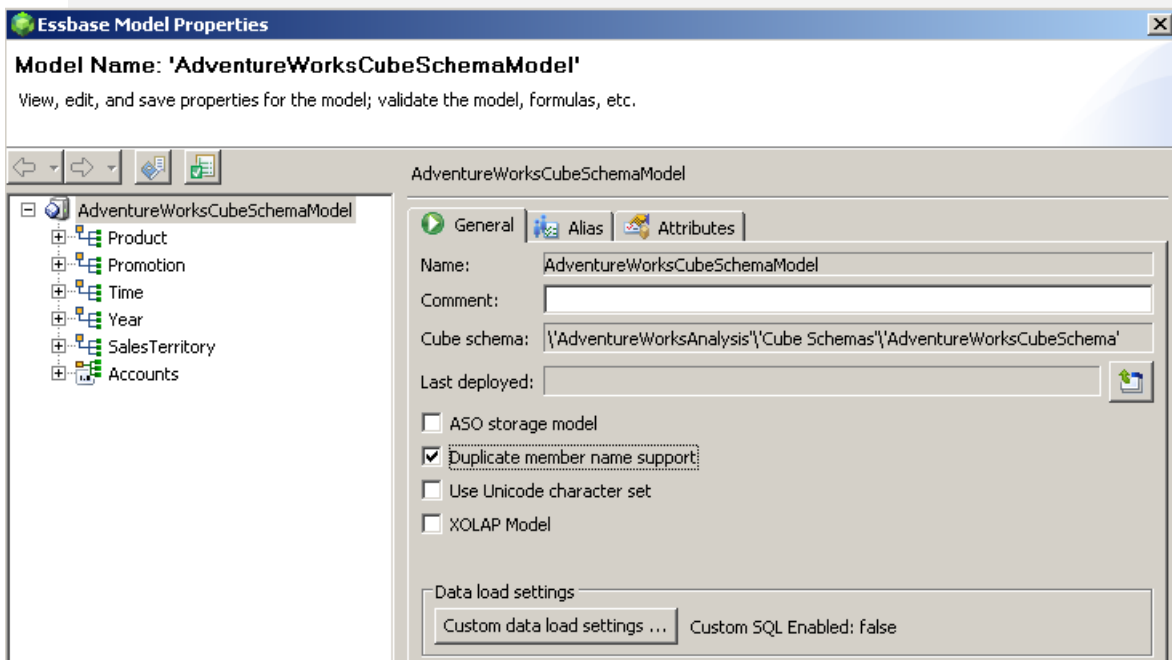 Essbase Model Properties
Model Name: 'AdventureWorksCubeSchemaModel'
View, edit, and save properties for the model; validate the model, formulas, etc.
AdventureWorksCubeSchemaModel
AdventureWorksCubeSchemaModel
Product
Promotion
Time
Year
SalesTerritory
Accounts
General Alias Attributes
Name: AdventureWorksCubeSchemaModel
Comment:
Cube schema: \'AdventureWorksAnalysis'\'Cube Schemas'\'AdventureWorksCubeSchema'
Last deployed:
ASO storage model
Duplicate member name support
Use Unicode character set
XOLAP Model
Data load settings
Custom data load settings ... Custom SQL Enabled: false